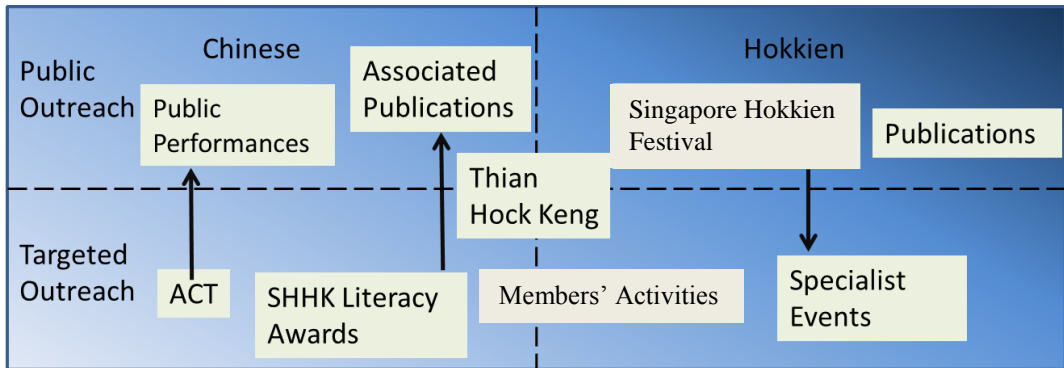 Chinese
Hokkien
Public
Outreach
Public
Performances
Associated
Publications
Singapore Hokkien
Festival
Publications
Thian
Hock Keng
Targeted
Outreach
ACT
SHHK Literacy
Awards
Members’ Activities
Specialist
Events